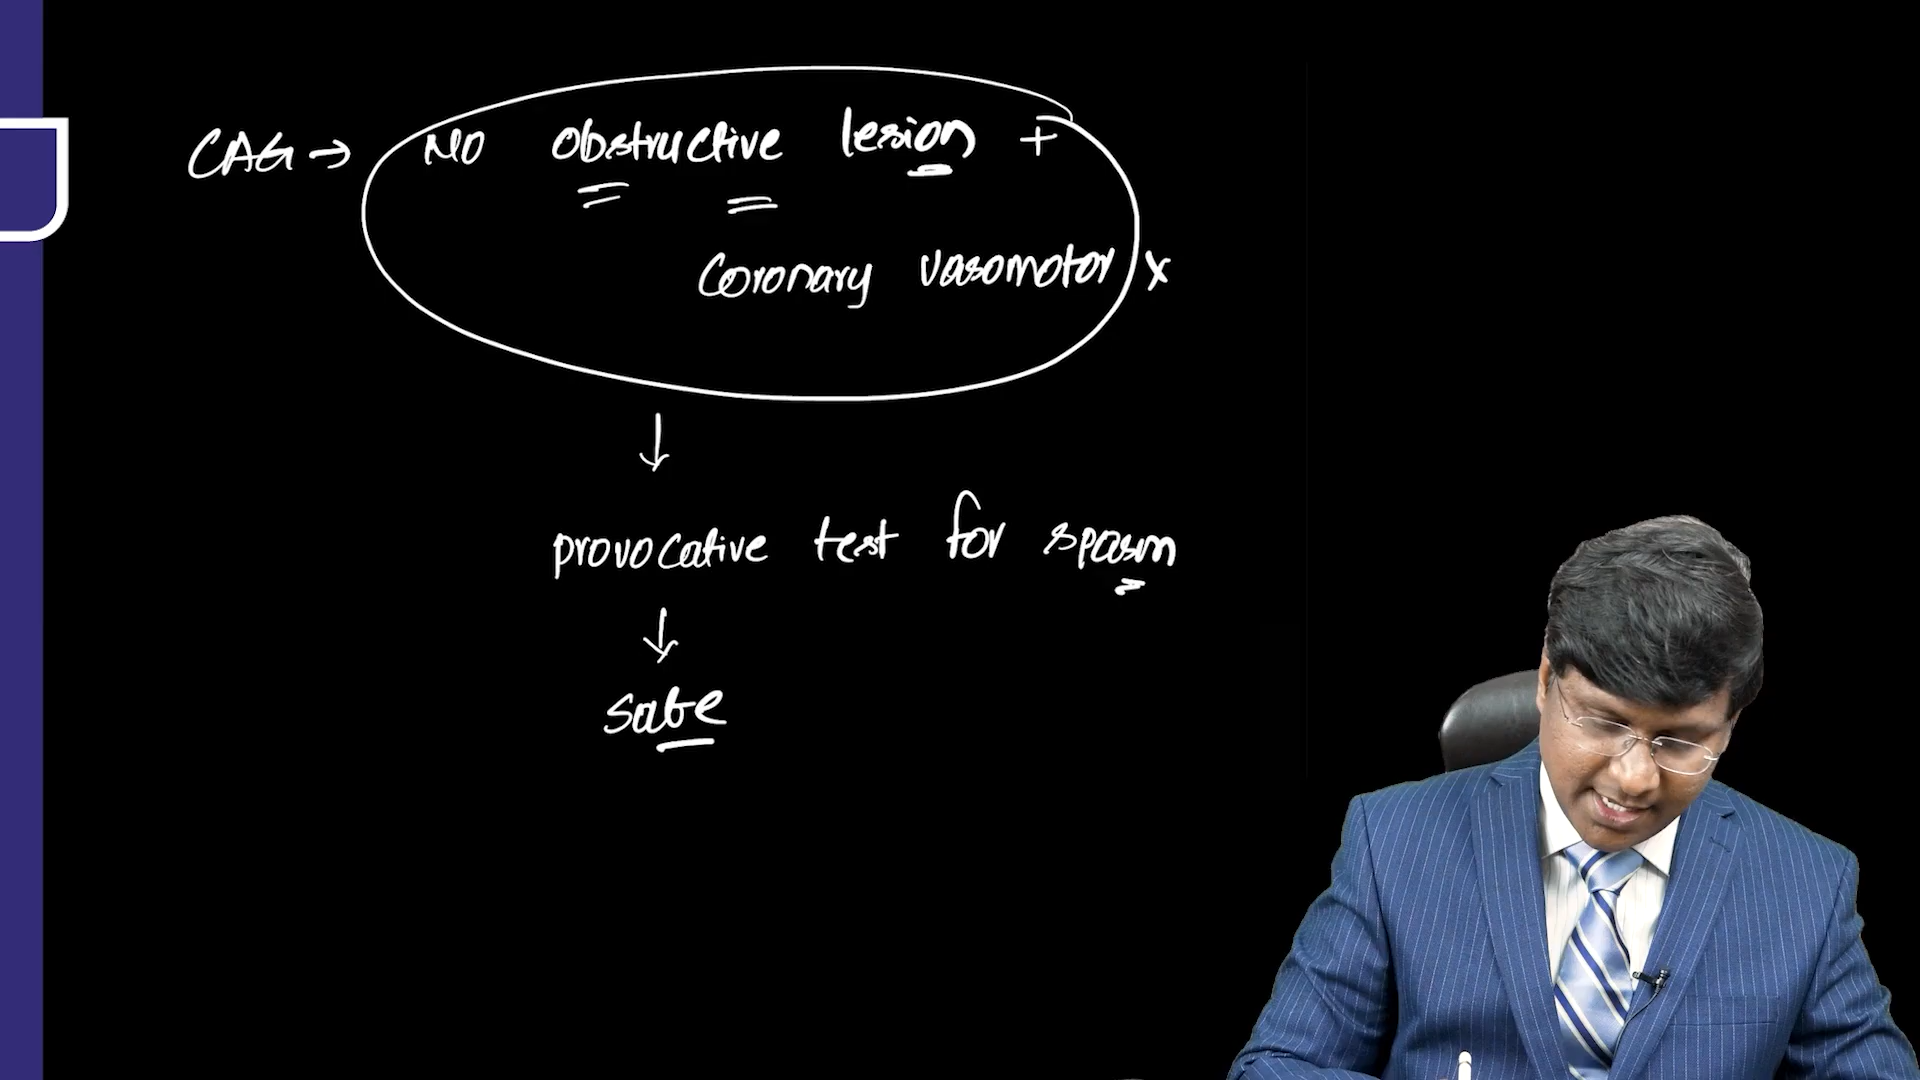 CAG → No obstructive lesion +
Coronary vasomotor x
↓
provocative test for spasm
↓
safe